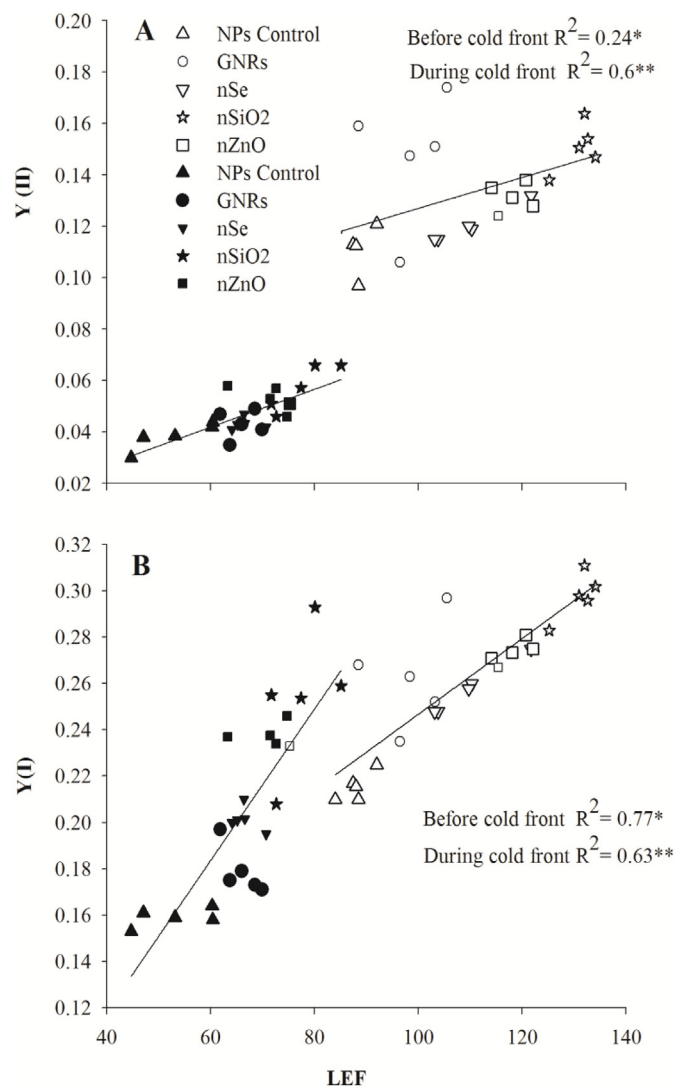 0.20
0.18
0.16
0.14
0.12
0.10
0.08
0.06
0.04
0.02
Y (II)
A
NPs Control
GNRs
nSe
nSiO2
nZnO
NPs Control
GNRs
nSe
nSiO2
nZnO
Before cold front R²= 0.24*
During cold front R²= 0.6**
0.32
0.30
0.28
0.26
0.24
0.22
0.20
0.18
0.16
0.14
0.12
Y(I)
B
Before cold front R²= 0.77*
During cold front R²= 0.63**
40 60 80 100 120 140
LEF